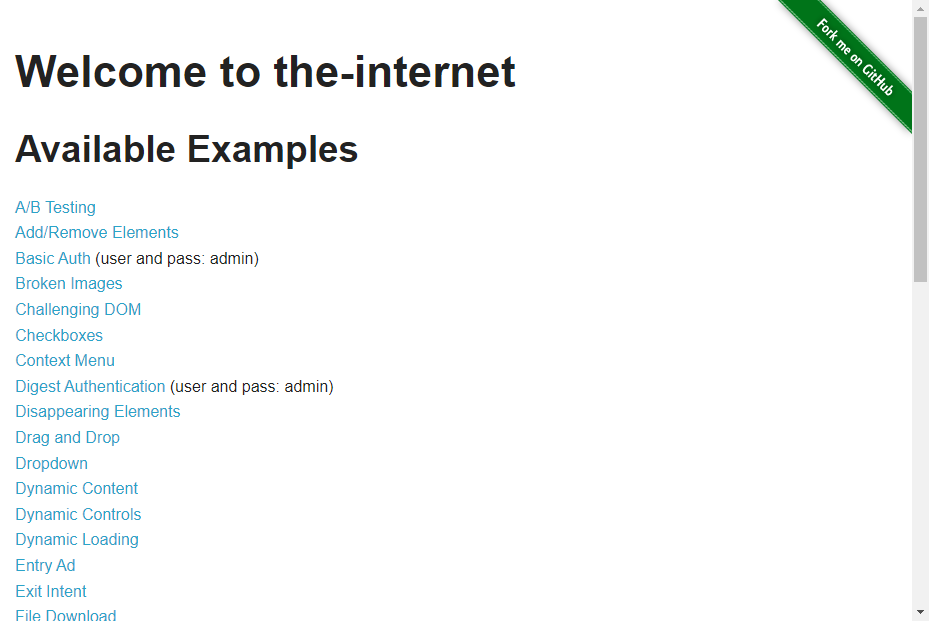 Fork me on GitHub
Welcome to the-internet
Available Examples
A/B Testing
Add/Remove Elements
Basic Auth (user and pass: admin)
Broken Images
Challenging DOM
Checkboxes
Context Menu
Digest Authentication (user and pass: admin)
Disappearing Elements
Drag and Drop
Dropdown
Dynamic Content
Dynamic Controls
Dynamic Loading
Entry Ad
Exit Intent
File Download